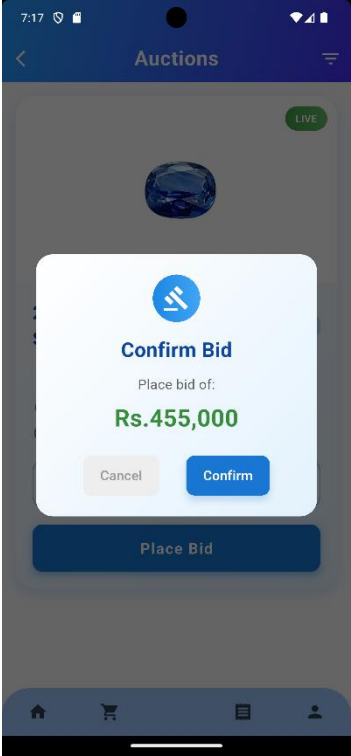 7:17
Auctions
LIVE
Confirm Bid
Place bid of:
Rs.455,000
Cancel
Confirm
Place Bid